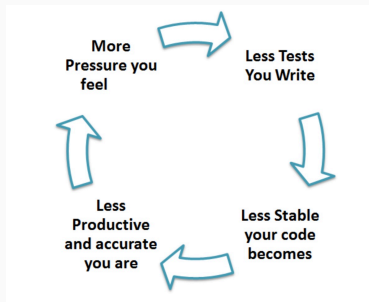 More
Pressure you
feel
Less Tests
You Write
Less Stable
your code
becomes
Less
Productive
and accurate
you are